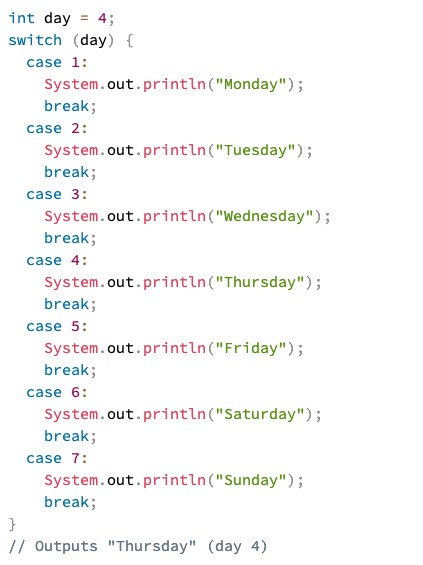 int day = 4;
switch (day) {
  case 1:
    System.out.println("Monday");
    break;
  case 2:
    System.out.println("Tuesday");
    break;
  case 3:
    System.out.println("Wednesday");
    break;
  case 4:
    System.out.println("Thursday");
    break;
  case 5:
    System.out.println("Friday");
    break;
  case 6:
    System.out.println("Saturday");
    break;
  case 7:
    System.out.println("Sunday");
    break;
}
// Outputs "Thursday" (day 4)